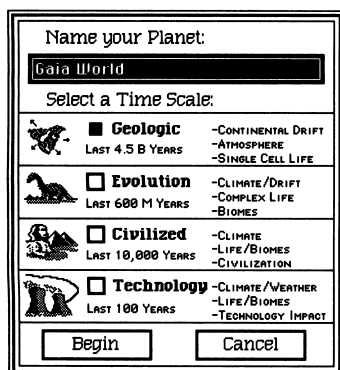 Name your Planet:
Gaia World
Select a Time Scale:
Geologic
Last 4.5 B Years
-Continental Drift
-Atmosphere
-Single Cell Life
Evolution
Last 600 M Years
-Climate/Drift
-Complex Life
-Biomes
Civilized
Last 10,000 Years
-Climate
-Life/Biomes
-Civilization
Technology
Last 100 Years
-Climate/Weather
-Life/Biomes
-Technology Impact
Begin
Cancel